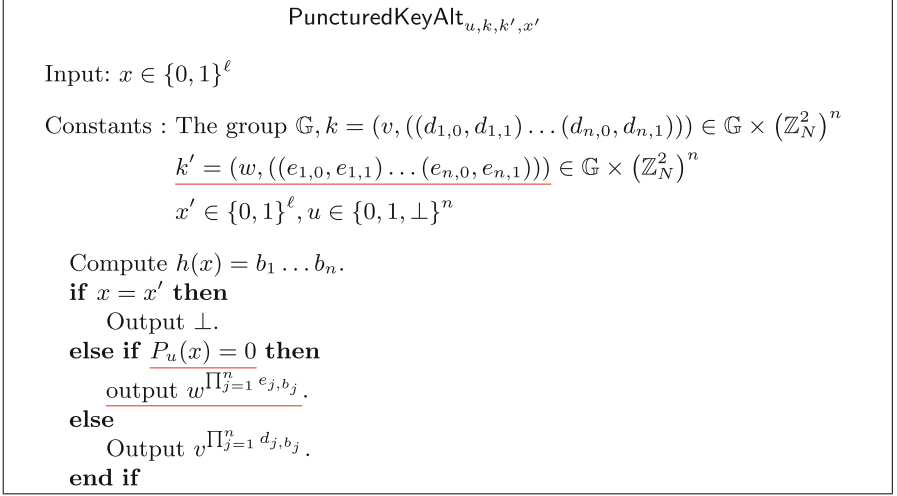 PuncturedKeyAlt_{u,k,k′,x′}
Input: x ∈ {0, 1}^ℓ
Constants : The group 𝔾, k = (v, ((d_{1,0}, d_{1,1}) … (d_{n,0}, d_{n,1}))) ∈ 𝔾 × (ℤ_N^2)^n
k′ = (w, ((e_{1,0}, e_{1,1}) … (e_{n,0}, e_{n,1}))) ∈ 𝔾 × (ℤ_N^2)^n
x′ ∈ {0, 1}^ℓ, u ∈ {0, 1, ⊥}^n
Compute h(x) = b_1 … b_n.
if x = x′ then
Output ⊥.
else if P_u(x) = 0 then
output w^{∏_{j=1}^n e_{j,b_j}}.
else
Output v^{∏_{j=1}^n d_{j,b_j}}.
end if